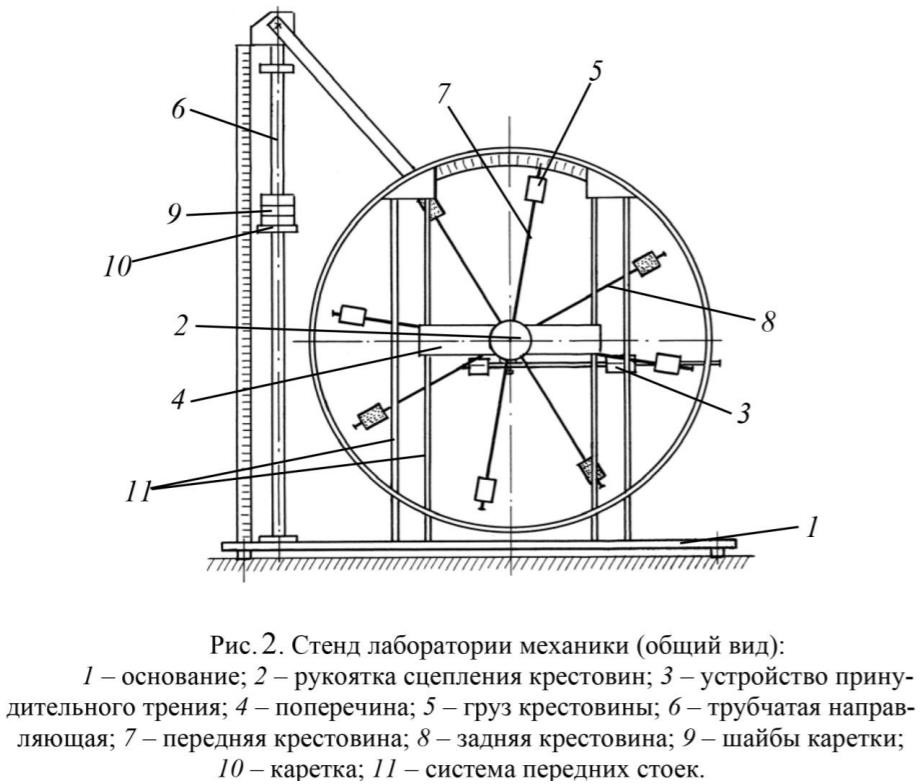 5
7
6
9
10
2
8
4
3
11
1
Рис. 2. Стенд лаборатории механики (общий вид):
1 – основание; 2 – рукоятка сцепления крестовин; 3 – устройство прину-
дительного трения; 4 – поперечина; 5 – груз крестовины; 6 – трубчатая направ-
ляющая; 7 – передняя крестовина; 8 – задняя крестовина; 9 – шайбы каретки;
10 – каретка; 11 – система передних стоек.